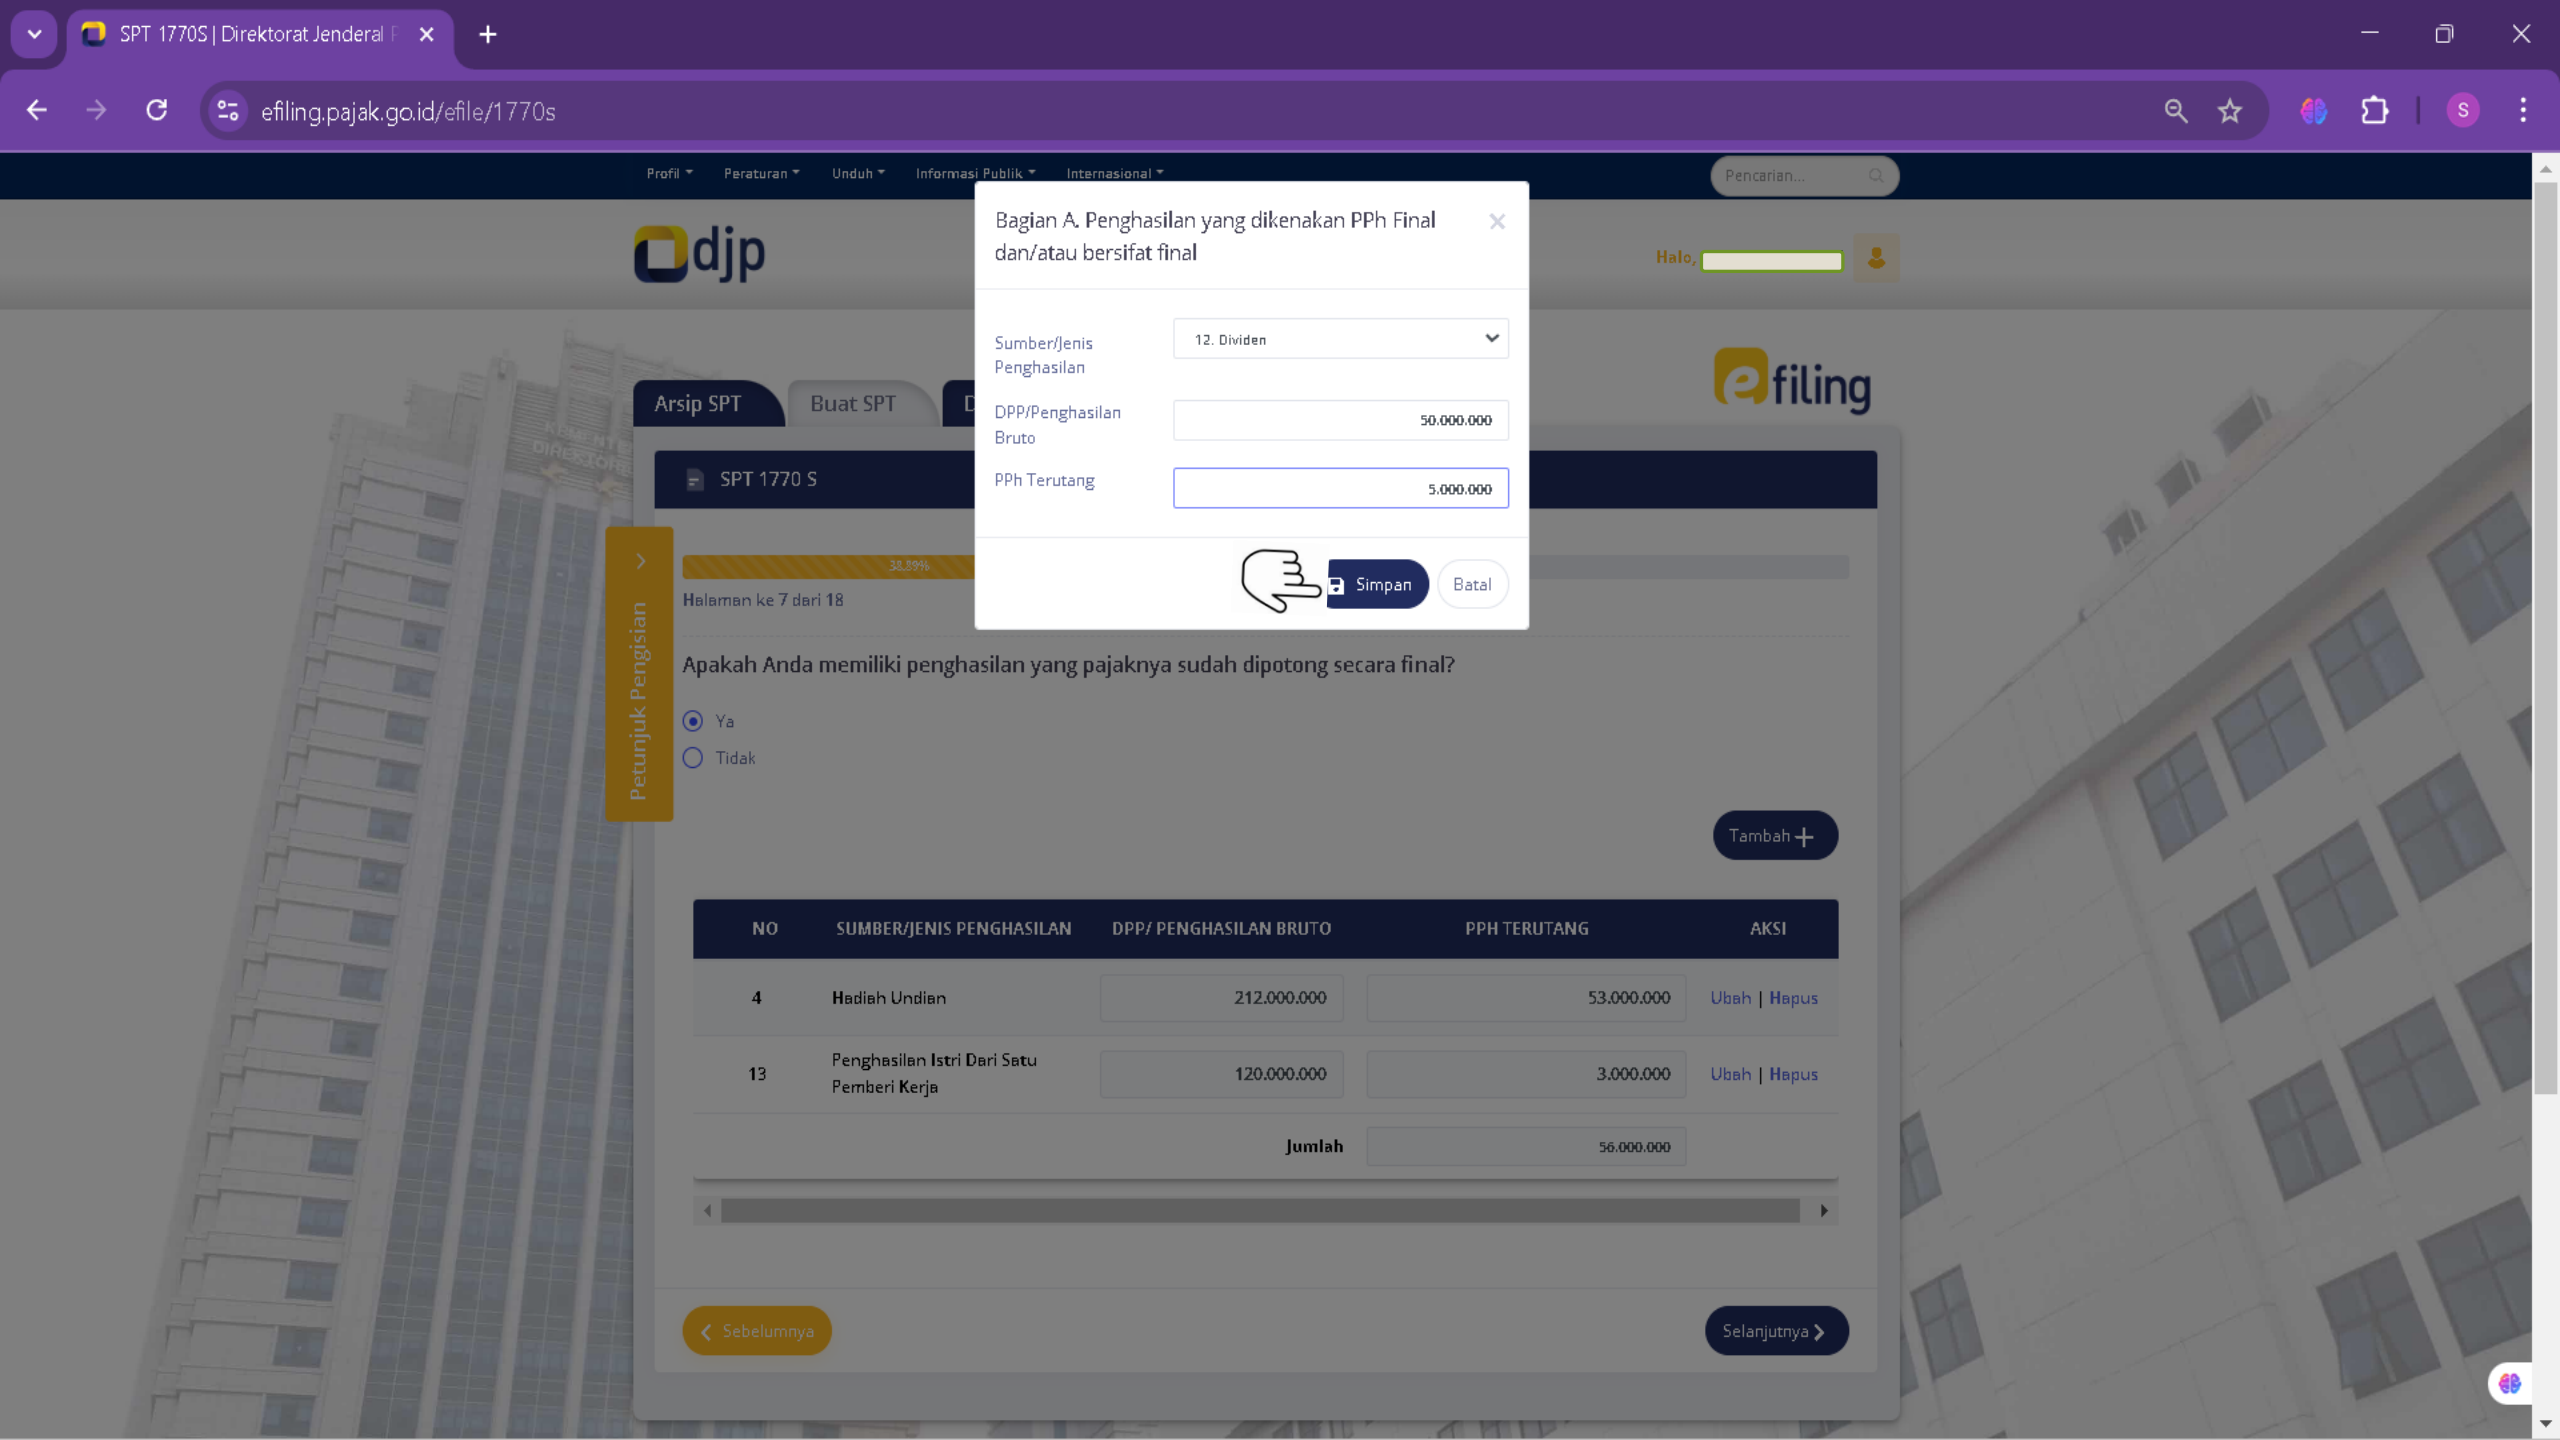 SPT 1770S | Direktorat Jenderal P
efiling.pajak.go.id/efile/1770s
S
Profil Peraturan Unduh Informasi Publik Internasional
Pencarian...
djp
Halo,
Bagian A. Penghasilan yang dikenakan PPh Final
dan/atau bersifat final
Sumber/Jenis
Penghasilan
12. Dividen
DPP/Penghasilan
Bruto
50.000.000
PPh Terutang
5.000.000
Simpan Batal
efiling
Arsip SPT Buat SPT D
SPT 1770 S
38.89%
Halaman ke 7 dari 18
Petunjuk Pengisian
Apakah Anda memiliki penghasilan yang pajaknya sudah dipotong secara final?
Ya
Tidak
Tambah
NO SUMBER/JENIS PENGHASILAN DPP/ PENGHASILAN BRUTO PPH TERUTANG AKSI
4 Hadiah Undian 212.000.000 53.000.000 Ubah | Hapus
13 Penghasilan Istri Dari Satu
Pemberi Kerja 120.000.000 3.000.000 Ubah | Hapus
Jumlah 56.000.000
Sebelumnya Selanjutnya